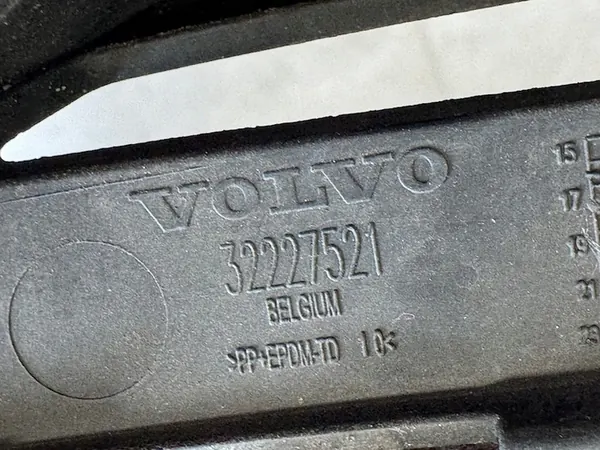 VOLVO
32227521
BELGIUM
>PP+EPDM-TD 10<
15
17
19
21
23